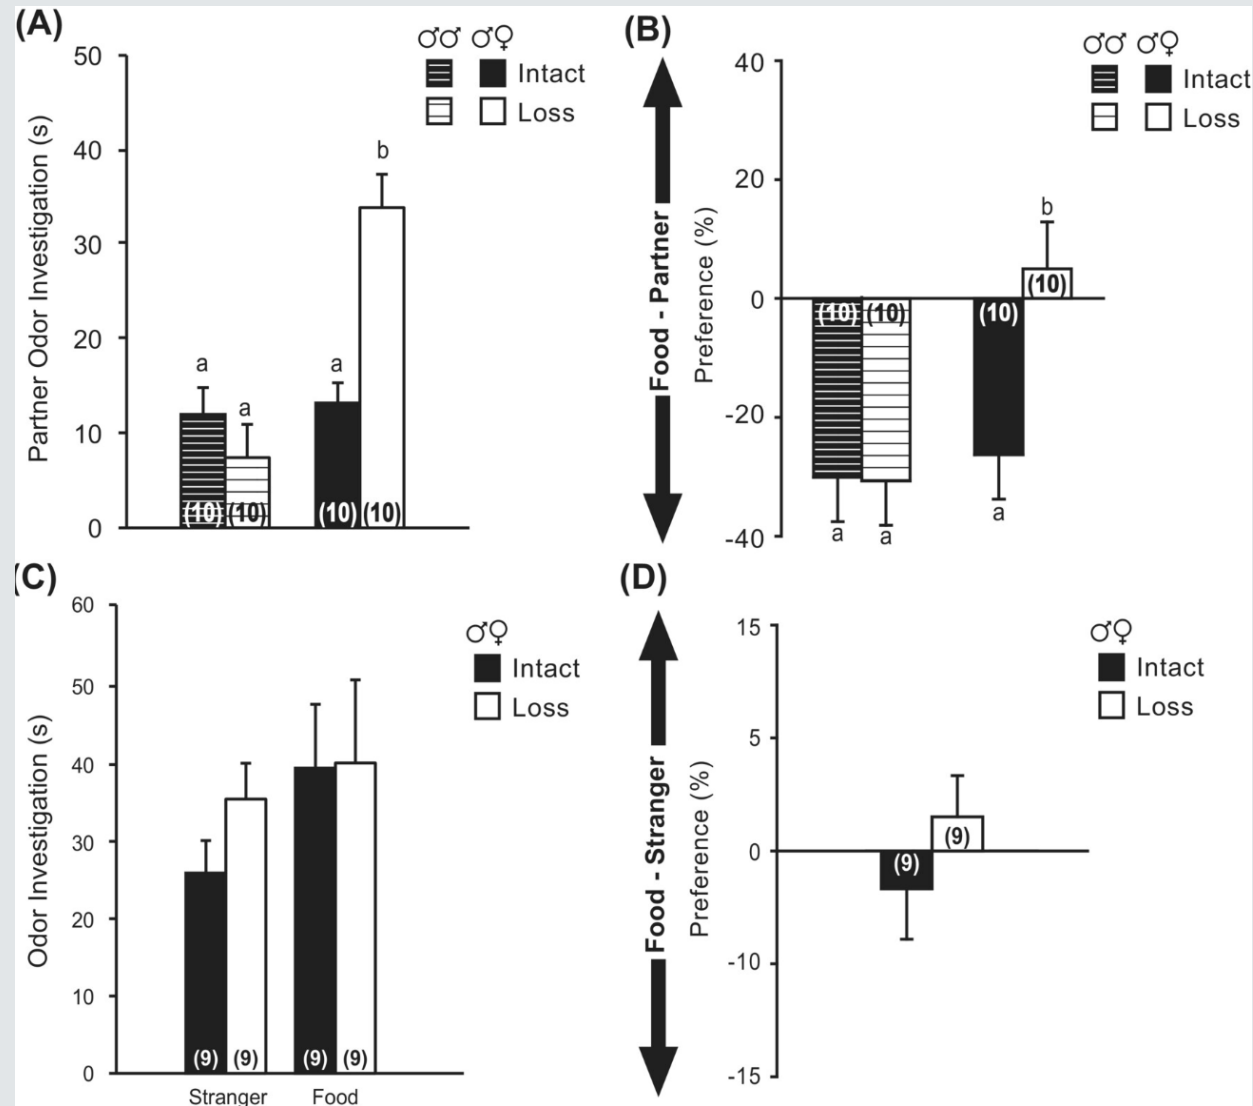 (A)
♂♂ ♂♀
Intact
Loss
Partner Odor Investigation (s)
50
40
30
20
10
0
a
a
a
b
(10) (10) (10) (10)
(B)
♂♂ ♂♀
Intact
Loss
Food - Partner
Preference (%)
40
20
0
-20
-40
(10) (10) (10) (10)
a
a
a
b
(C)
♂♀
Intact
Loss
Odor Investigation (s)
60
50
40
30
20
10
0
(9) (9) (9) (9)
Stranger Food
(D)
♂♀
Intact
Loss
Food - Stranger
Preference (%)
15
5
0
-10
-15
(9)
(9)